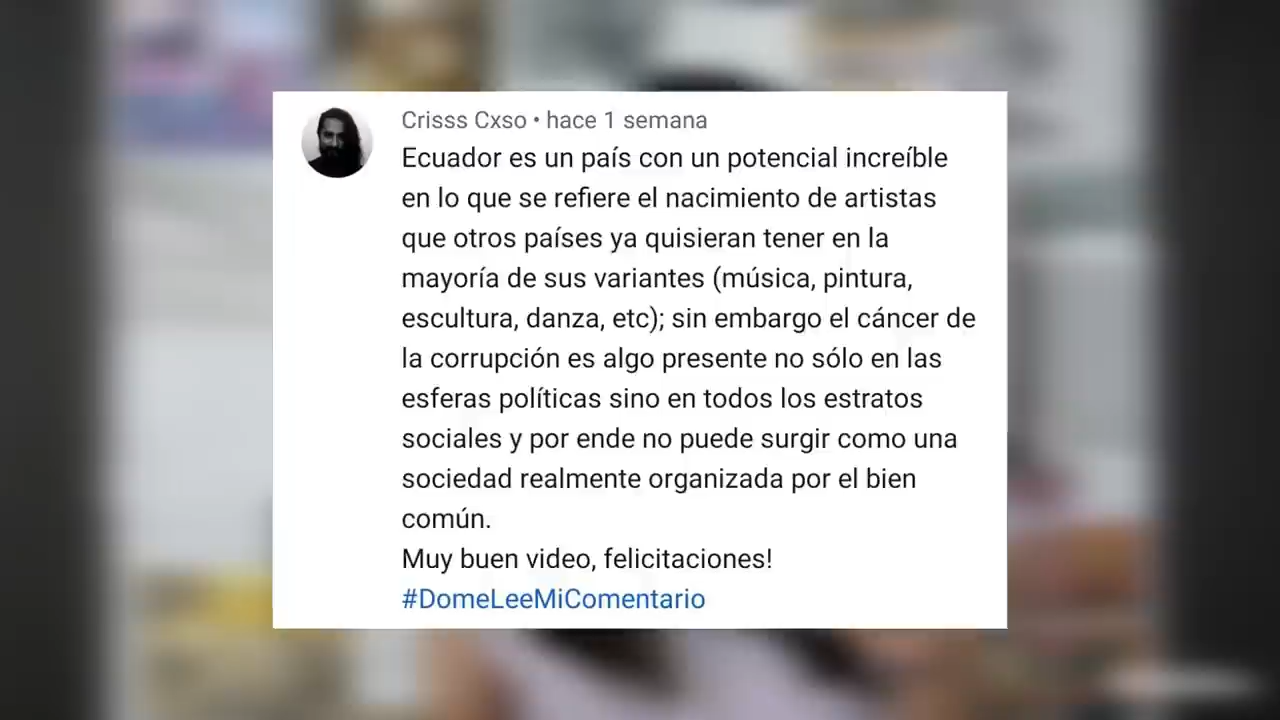 Crisss Cxso • hace 1 semana
Ecuador es un país con un potencial increíble
en lo que se refiere el nacimiento de artistas
que otros países ya quisieran tener en la
mayoría de sus variantes (música, pintura,
escultura, danza, etc); sin embargo el cáncer de
la corrupción es algo presente no sólo en las
esferas políticas sino en todos los estratos
sociales y por ende no puede surgir como una
sociedad realmente organizada por el bien
común.
Muy buen video, felicitaciones!
#DomeLeeMiComentario